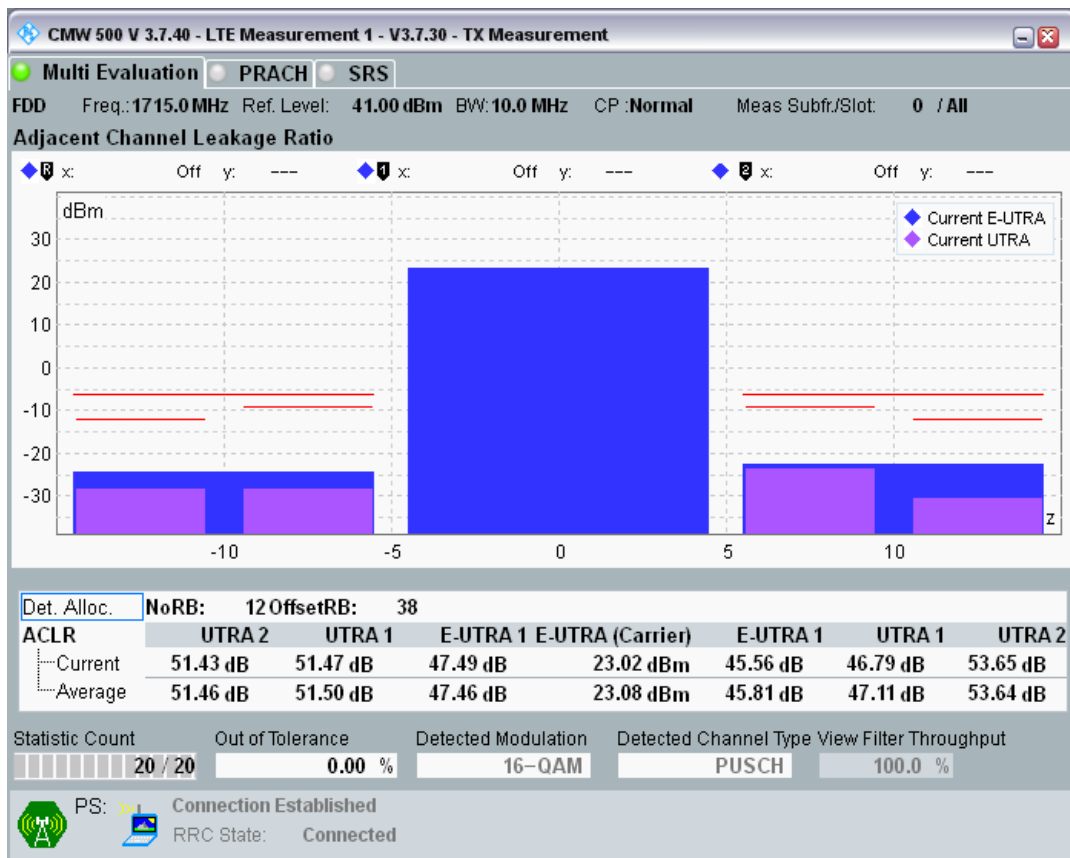 CMW 500 V 3.7.40 - LTE Measurement 1 - V3.7.30 - TX Measurement
Multi Evaluation PRACH SRS
FDD Freq.: 1715.0 MHz Ref. Level: 41.00 dBm BW: 10.0 MHz CP :Normal Meas Subfr./Slot: 0 / All
Adjacent Channel Leakage Ratio
R x: Off y: --- 1 x: Off y: --- 2 x: Off y: ---
dBm
Current E-UTRA
Current UTRA
30
20
10
0
-10
-20
-30
z
-10 -5 0 5 10
Det. Alloc. NoRB: 12 OffsetRB: 38
ACLR UTRA 2 UTRA 1 E-UTRA 1 E-UTRA (Carrier) E-UTRA 1 UTRA 1 UTRA 2
Current 51.43 dB 51.47 dB 47.49 dB 23.02 dBm 45.56 dB 46.79 dB 53.65 dB
Average 51.46 dB 51.50 dB 47.46 dB 23.08 dBm 45.81 dB 47.11 dB 53.64 dB
Statistic Count Out of Tolerance Detected Modulation Detected Channel Type View Filter Throughput
20 / 20 0.00 % 16-QAM PUSCH 100.0 %
PS: Connection Established
RRC State: Connected